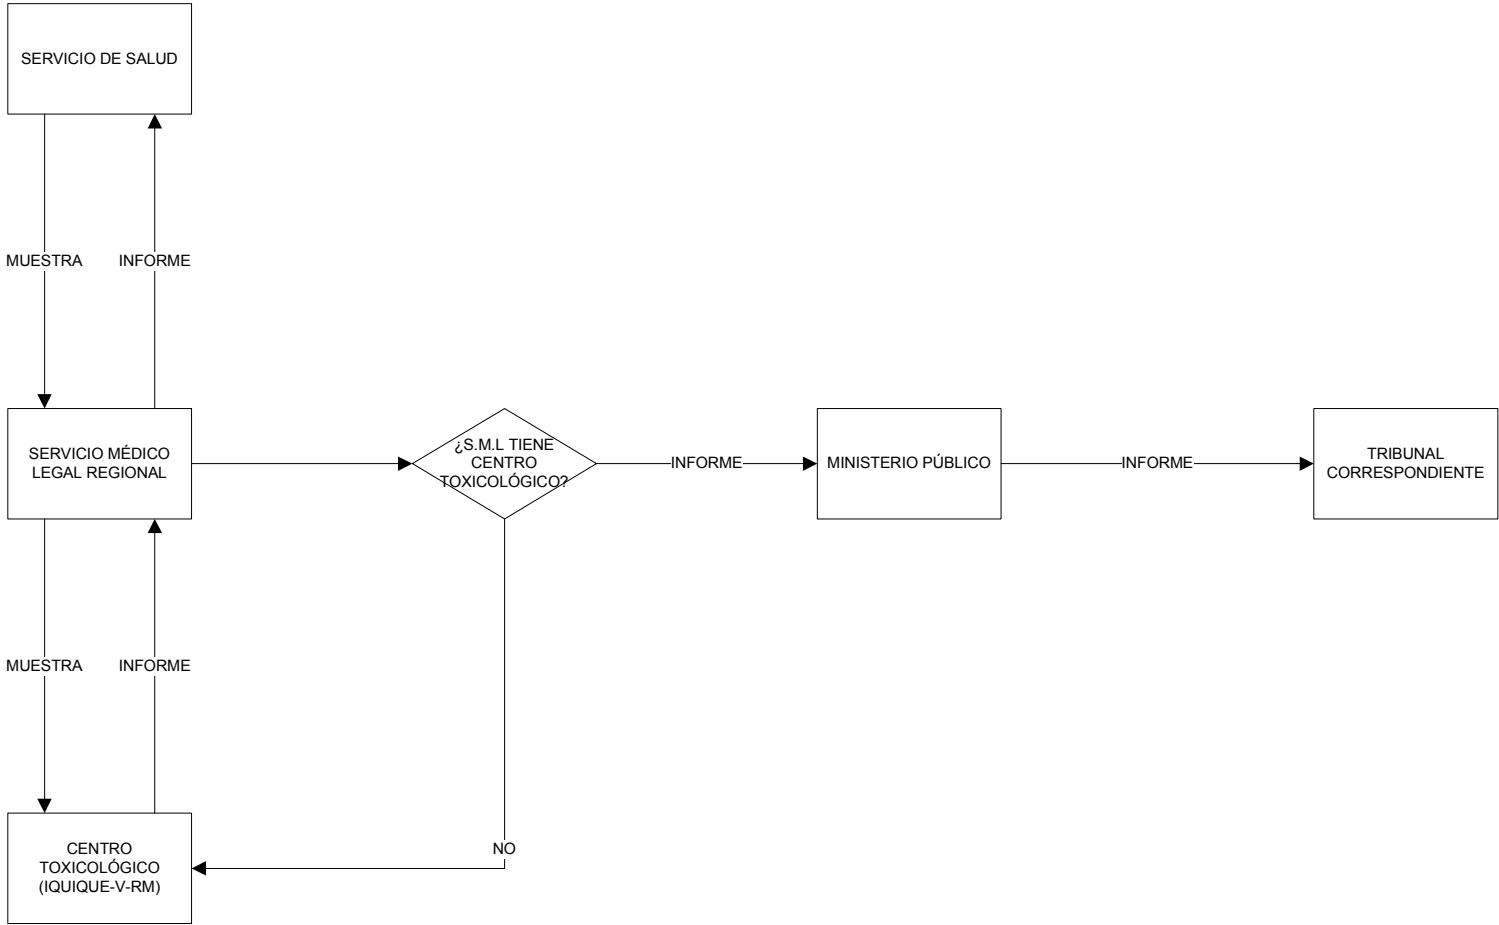 SERVICIO DE SALUD
MUESTRA
INFORME
SERVICIO MÉDICO
LEGAL REGIONAL
¿S.M.L TIENE
CENTRO
TOXICOLÓGICO?
INFORME
MINISTERIO PÚBLICO
INFORME
TRIBUNAL
CORRESPONDIENTE
MUESTRA
INFORME
NO
CENTRO
TOXICOLÓGICO
(IQUIQUE-V-RM)